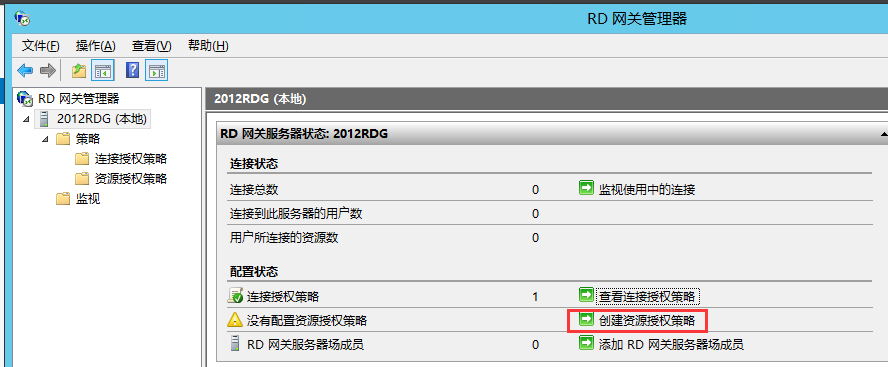 RD 网关管理器
文件(F) 操作(A) 查看(V) 帮助(H)
RD 网关管理器
2012RDG (本地)
策略
连接授权策略
资源授权策略
监视
2012RDG (本地)
RD 网关服务器状态: 2012RDG
连接状态
连接总数 0 监视使用中的连接
连接到此服务器的用户数 0
用户所连接的资源数 0
配置状态
连接授权策略 1 查看连接授权策略
没有配置资源授权策略 创建资源授权策略
RD 网关服务器场成员 0 添加 RD 网关服务器场成员